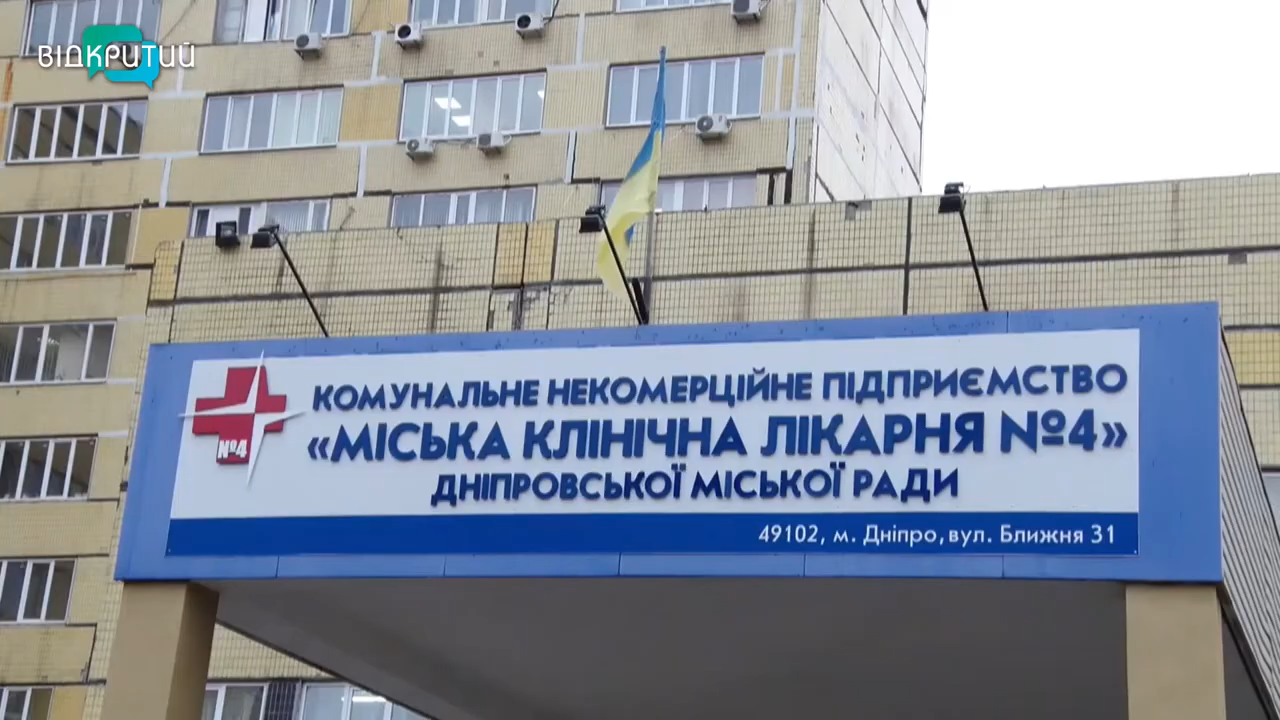 ВІДКРИТИЙ
КОМУНАЛЬНЕ НЕКОМЕРЦІЙНЕ ПІДПРИЄМСТВО
«МІСЬКА КЛІНІЧНА ЛІКАРНЯ №4»
№4
ДНІПРОВСЬКОЇ МІСЬКОЇ РАДИ
49102, м. Дніпро, вул. Ближня 31